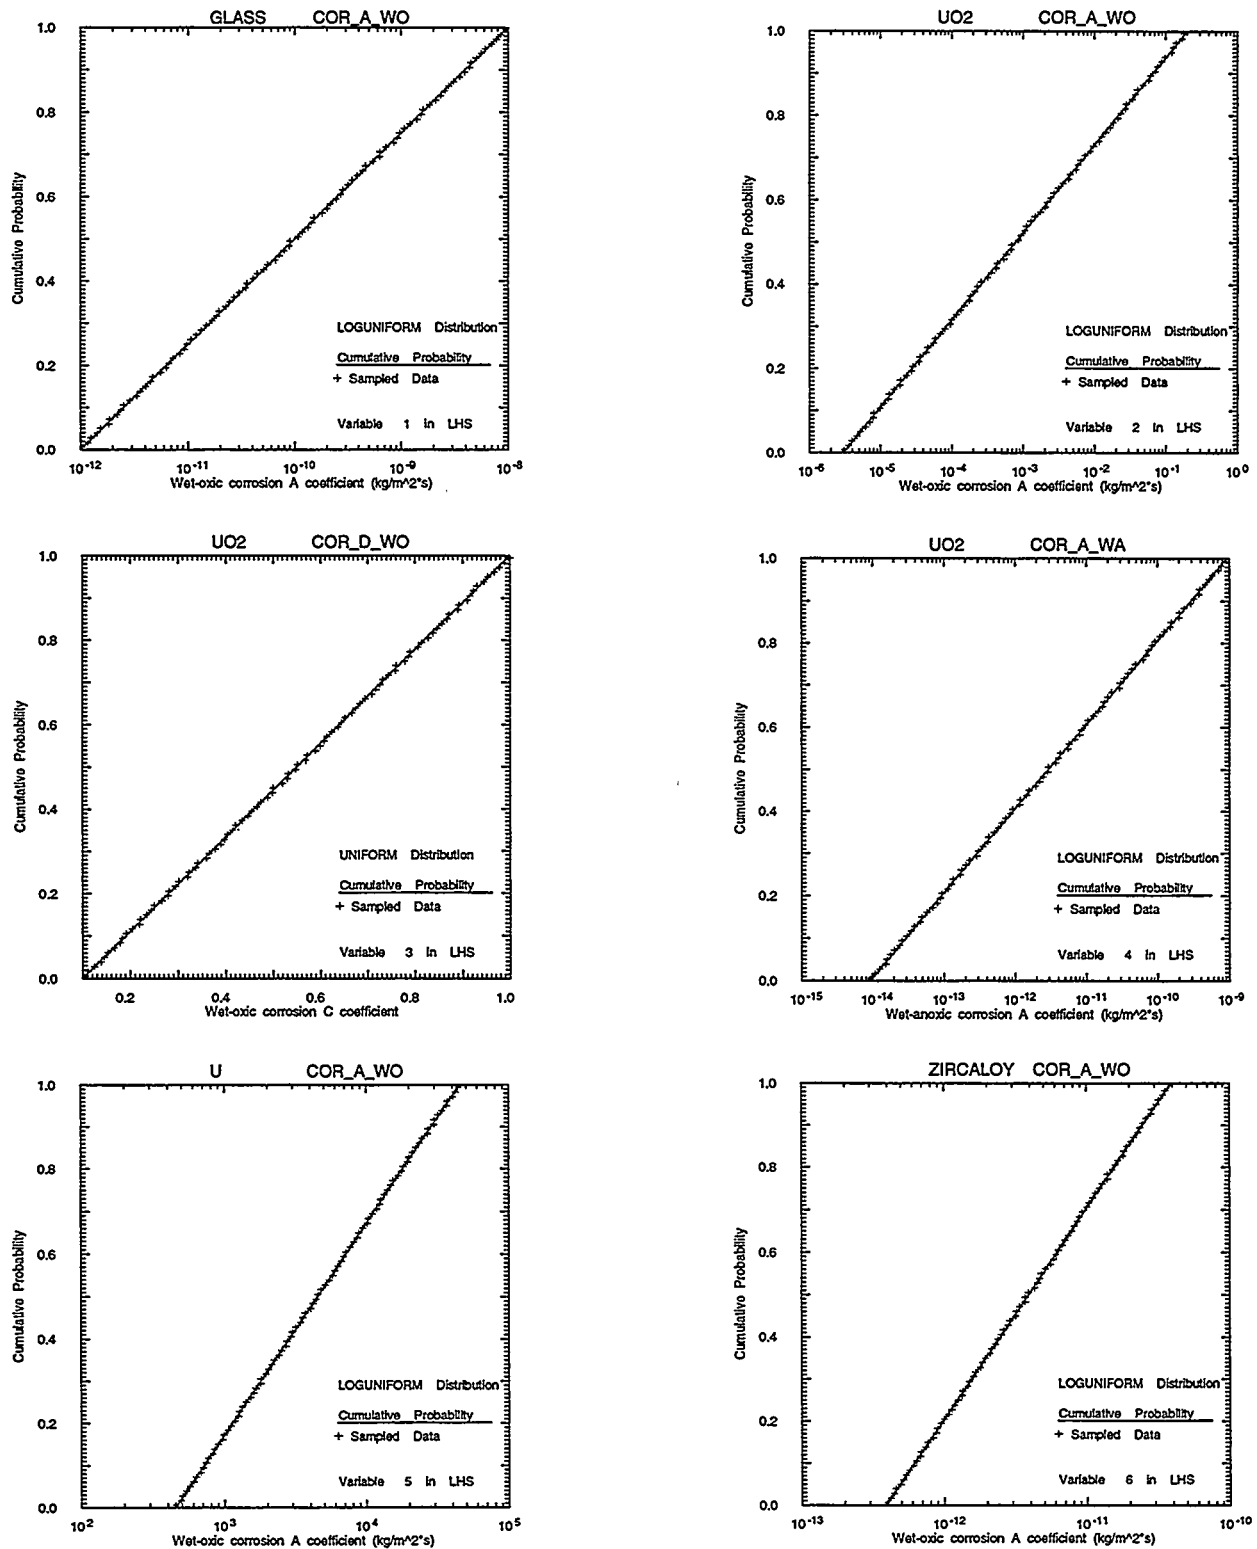 GLASS COR_A_WO
1.0
0.8
0.6
0.4
0.2
0.0
Cumulative Probability
LOGUNIFORM Distribution
Cumulative Probability
+ Sampled Data
Variable 1 in LHS
10-12 10-11 10-10 10-9 10-8
Wet-oxic corrosion A coefficient (kg/m^2*s)
UO2 COR_A_WO
1.0
0.8
0.6
0.4
0.2
0.0
Cumulative Probability
LOGUNIFORM Distribution
Cumulative Probability
+ Sampled Data
Variable 2 in LHS
10-6 10-5 10-4 10-3 10-2 10-1 100
Wet-oxic corrosion A coefficient (kg/m^2*s)
UO2 COR_D_WO
1.0
0.8
0.6
0.4
0.2
0.0
Cumulative Probability
UNIFORM Distribution
Cumulative Probability
+ Sampled Data
Variable 3 in LHS
0.2 0.4 0.6 0.8 1.0
Wet-oxic corrosion C coefficient
UO2 COR_A_WA
1.0
0.8
0.6
0.4
0.2
0.0
Cumulative Probability
LOGUNIFORM Distribution
Cumulative Probability
+ Sampled Data
Variable 4 in LHS
10-15 10-14 10-13 10-12 10-11 10-10 10-9
Wet-anoxic corrosion A coefficient (kg/m^2*s)
U COR_A_WO
1.0
0.8
0.6
0.4
0.2
0.0
Cumulative Probability
LOGUNIFORM Distribution
Cumulative Probability
+ Sampled Data
Variable 5 in LHS
102 103 104 105
Wet-oxic corrosion A coefficient (kg/m^2*s)
ZIRCALOY COR_A_WO
1.0
0.8
0.6
0.4
0.2
0.0
Cumulative Probability
LOGUNIFORM Distribution
Cumulative Probability
+ Sampled Data
Variable 6 in LHS
10-13 10-12 10-11 10-10
Wet-oxic corrosion A coefficient (kg/m^2*s)